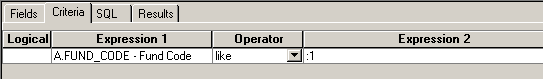 Fields Criteria SQL Results
Logical Expression 1 Operator Expression 2
A.FUND_CODE - Fund Code like :1